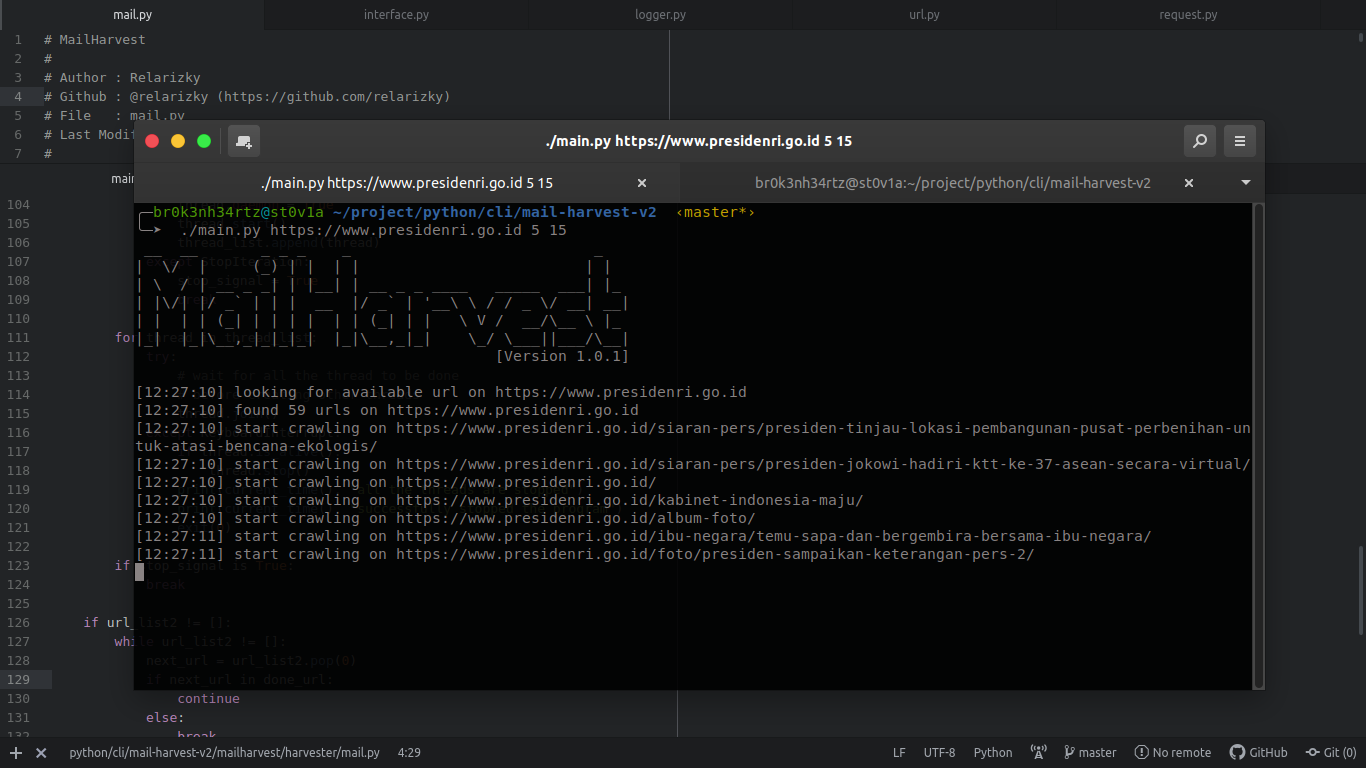 mail.py interface.py logger.py url.py request.py
1 # MailHarvest
2 #
3 # Author : Relarizky
4 # Github : @relarizky (https://github.com/relarizky)
5 # File : mail.py
6 # Last Modif
7 #
./main.py https://www.presidenri.go.id 5 15
./main.py https://www.presidenri.go.id 5 15 br0k3nh34rtz@st0v1a:~/project/python/cli/mail-harvest-v2
br0k3nh34rtz@st0v1a ~/project/python/cli/mail-harvest-v2 ‹master*›
./main.py https://www.presidenri.go.id 5 15
MailHarvest
[Version 1.0.1]
[12:27:10] looking for available url on https://www.presidenri.go.id
[12:27:10] found 59 urls on https://www.presidenri.go.id
[12:27:10] start crawling on https://www.presidenri.go.id/siaran-pers/presiden-tinjau-lokasi-pembangunan-pusat-perbenihan-un
tuk-atasi-bencana-ekologis/
[12:27:10] start crawling on https://www.presidenri.go.id/siaran-pers/presiden-jokowi-hadiri-ktt-ke-37-asean-secara-virtual/
[12:27:10] start crawling on https://www.presidenri.go.id/
[12:27:10] start crawling on https://www.presidenri.go.id/kabinet-indonesia-maju/
[12:27:10] start crawling on https://www.presidenri.go.id/album-foto/
[12:27:11] start crawling on https://www.presidenri.go.id/ibu-negara/temu-sapa-dan-bergembira-bersama-ibu-negara/
[12:27:11] start crawling on https://www.presidenri.go.id/foto/presiden-sampaikan-keterangan-pers-2/
main
104
105
106 thread_list.append(thread)
107
108
109
110
111 for
112 try:
113 # wait for all the thread to be done
114
115
116
117
118
119
120
121
122
123 if stop_signal is True:
124 break
125
126 if url_list2 != []:
127 while url_list2 != []:
128 next_url = url_list2.pop(0)
129 if next_url in done_url:
130 continue
131 else:
132 break
python/cli/mail-harvest-v2/mailharvest/harvester/mail.py 4:29 LF UTF-8 Python master No remote GitHub Git (0)